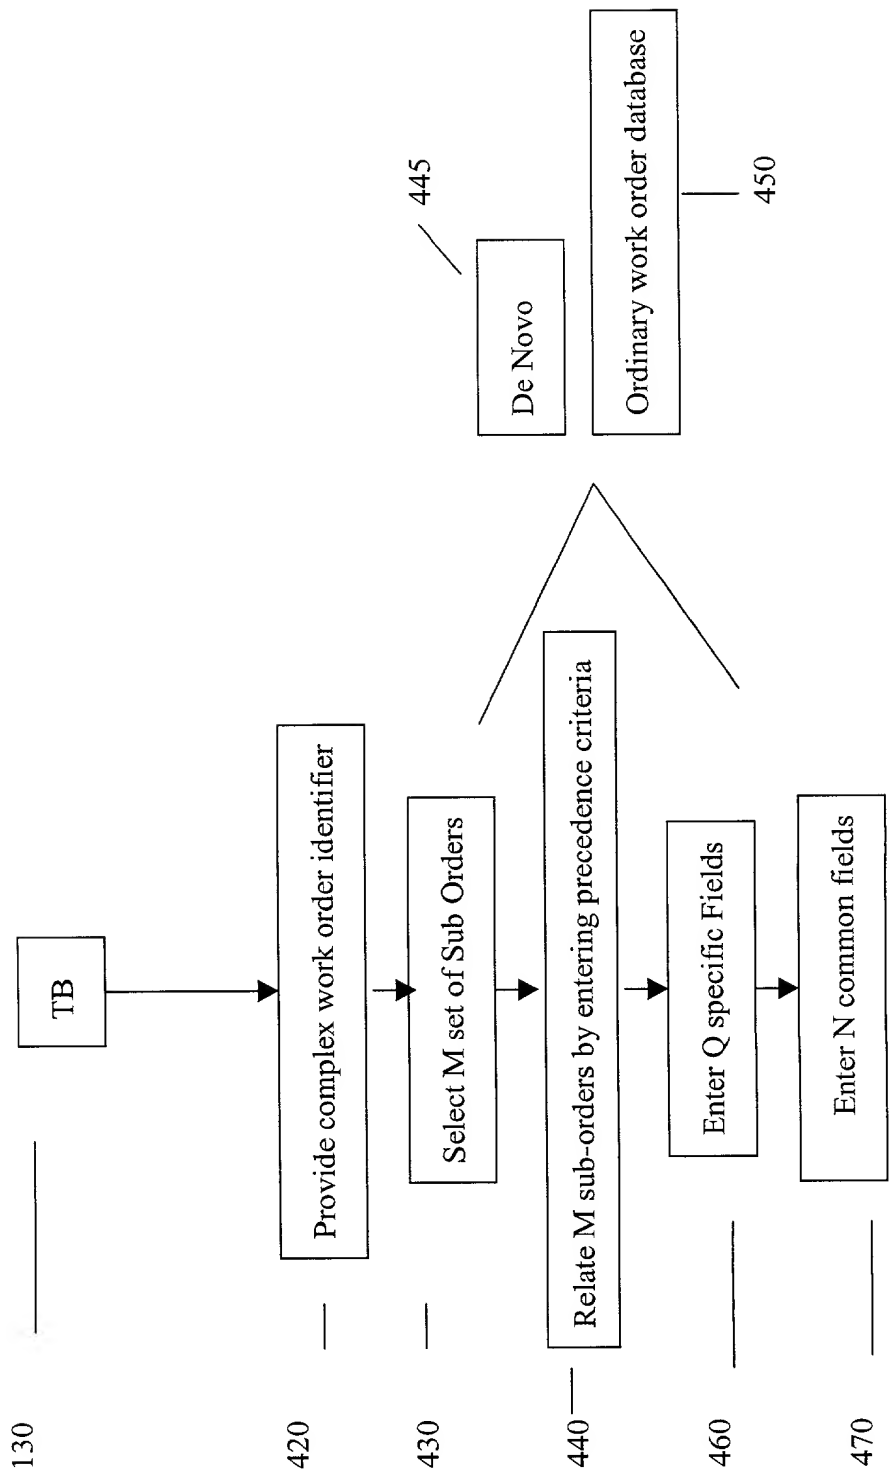 130
TB
420
Provide complex work order identifier
430
Select M set of Sub Orders
440
Relate M sub-orders by entering precedence criteria
445
De Novo
450
Ordinary work order database
460
Enter Q specific Fields
470
Enter N common fields